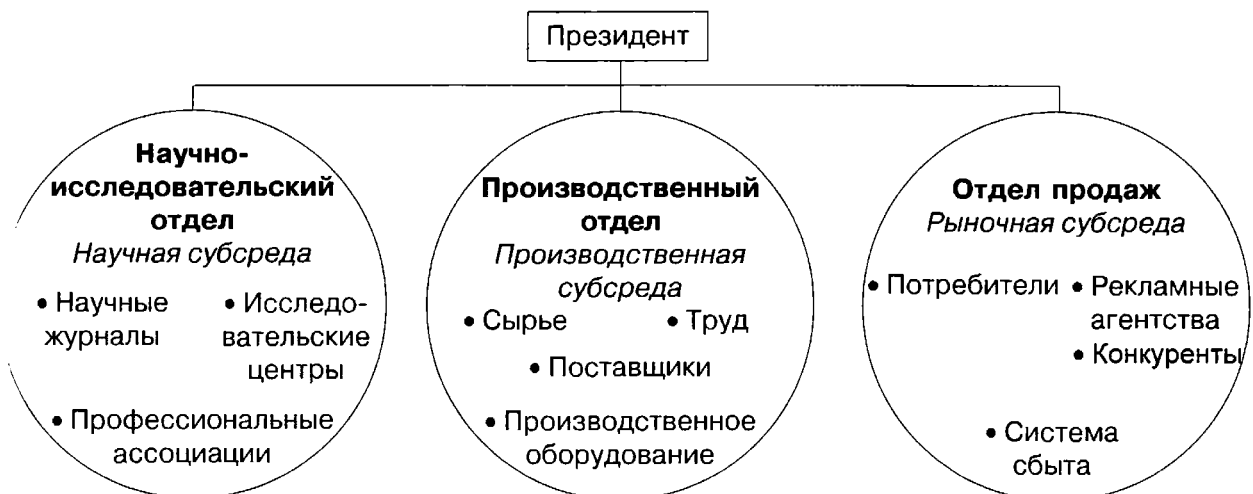 Президент
Научно-
исследовательский
отдел
Научная субсреда
• Научные
журналы
• Исследо-
вательские
центры
• Профессиональные
ассоциации
Производственный
отдел
Производственная
субсреда
• Сырье
• Труд
• Поставщики
• Производственное
оборудование
Отдел продаж
Рыночная субсреда
• Потребители
• Рекламные
агентства
• Конкуренты
• Система
сбыта